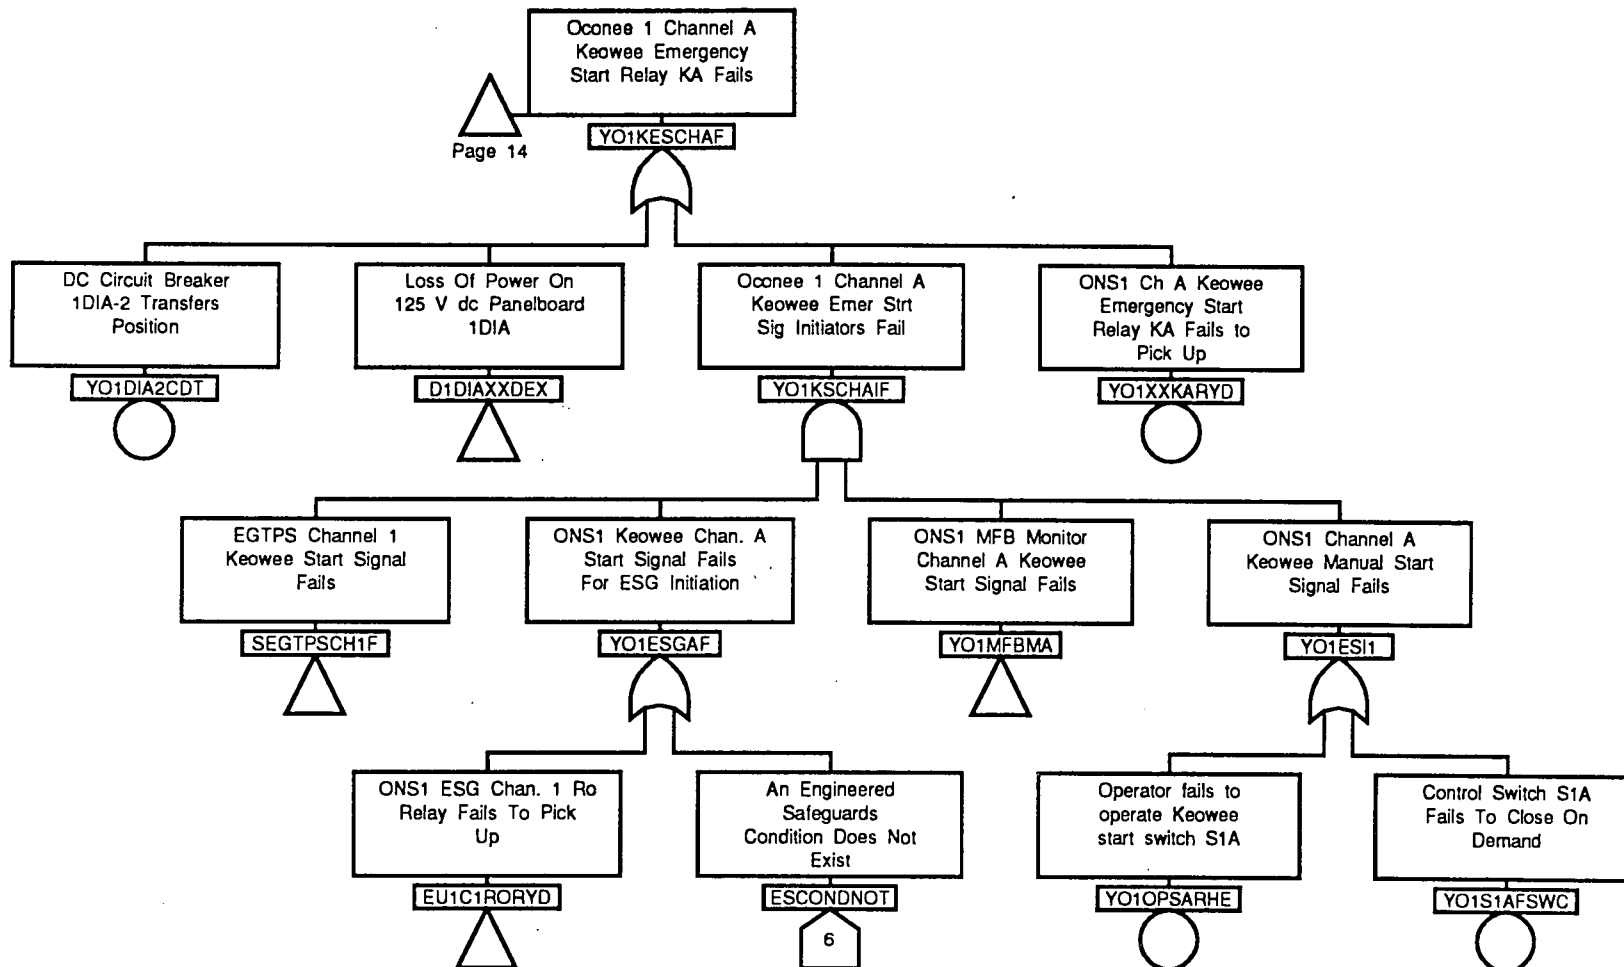 Oconee 1 Channel A
Keowee Emergency
Start Relay KA Fails
Page 14
YO1KESCHAF
DC Circuit Breaker
1DIA-2 Transfers
Position
YO1DIA2CDT
Loss Of Power On
125 V dc Panelboard
1DIA
D1DIAXXDEX
Oconee 1 Channel A
Keowee Emer Strt
Sig Initiators Fail
YO1KSCHAIF
ONS1 Ch A Keowee
Emergency Start
Relay KA Fails to
Pick Up
YO1XXKARYD
EGTPS Channel 1
Keowee Start Signal
Fails
SEGTPSCH1F
ONS1 Keowee Chan. A
Start Signal Fails
For ESG Initiation
YO1ESGAF
ONS1 MFB Monitor
Channel A Keowee
Start Signal Fails
YO1MFBMA
ONS1 Channel A
Keowee Manual Start
Signal Fails
YO1ESI1
ONS1 ESG Chan. 1 Ro
Relay Fails To Pick
Up
EU1C1RORYD
An Engineered
Safeguards
Condition Does Not
Exist
ESCONDNOT
6
Operator fails to
operate Keowee
start switch S1A
YO1OPSARHE
Control Switch S1A
Fails To Close On
Demand
YO1S1AFSWC